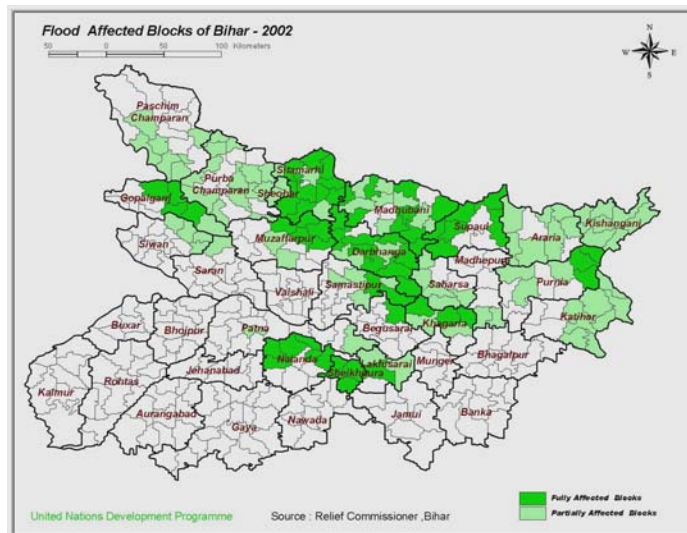 Flood Affected Blocks of Bihar - 2002
50 0 50 100 Kilometers
N
W E
S
Paschim
Champaran
Sitamarhi
Purba
Champaran
Sheohar
Gopalganj
Madhubani
Kishanganj
Supaul
Araria
Siwan
Muzaffarpur
Darbhanga
Madhepura
Saran
Samastipur
Saharsa
Purnia
Vaishali
Katihar
Khagaria
Begusarai
Buxar
Bhojpur
Patna
Nalanda
Lakhisarai
Munger
Bhagalpur
Sheikhpura
Jehanabad
Rohtas
Kaimur
Aurangabad
Gaya
Nawada
Jamui
Banka
Fully Affected Blocks
Partially Affected Blocks
United Nations Development Programme
Source : Relief Commissioner ,Bihar